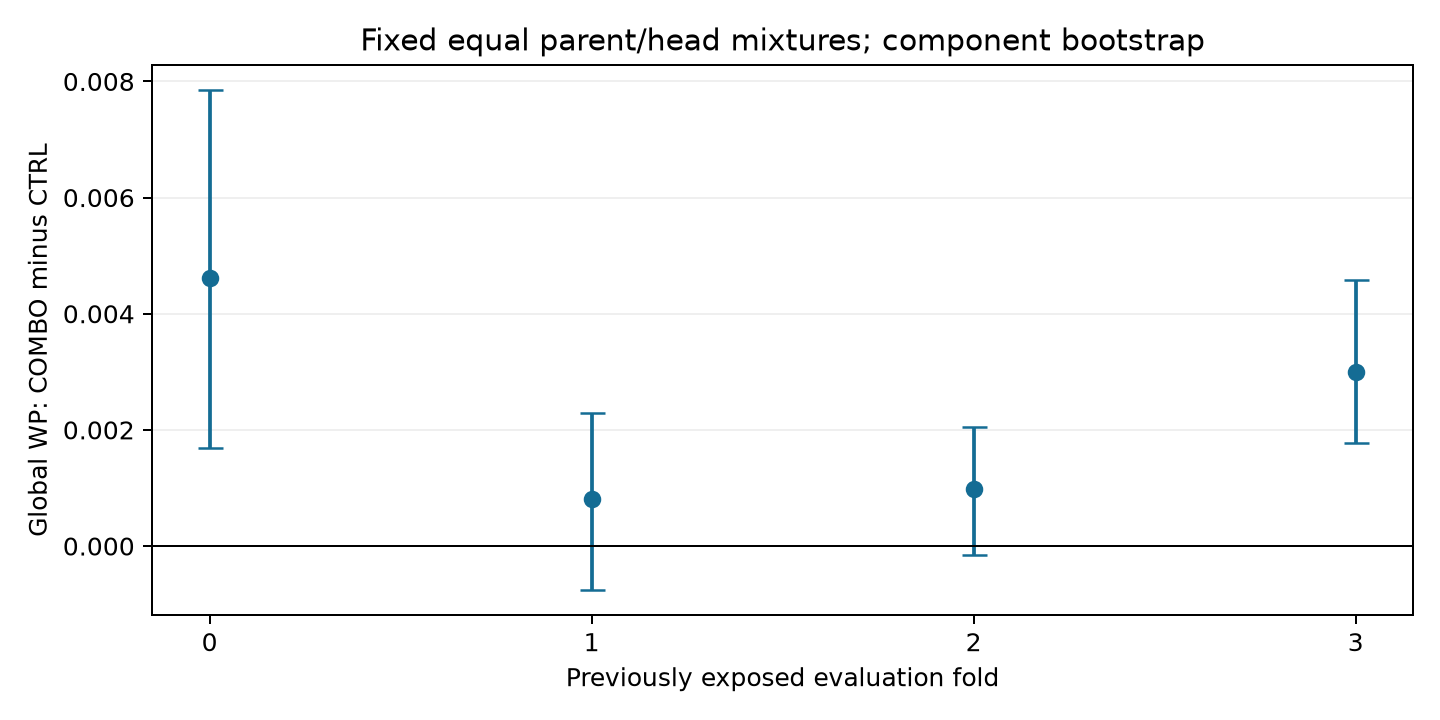 Fixed equal parent/head mixtures; component bootstrap
Global WP: COMBO minus CTRL
0.008
0.006
0.004
0.002
0.000
0 1 2 3
Previously exposed evaluation fold